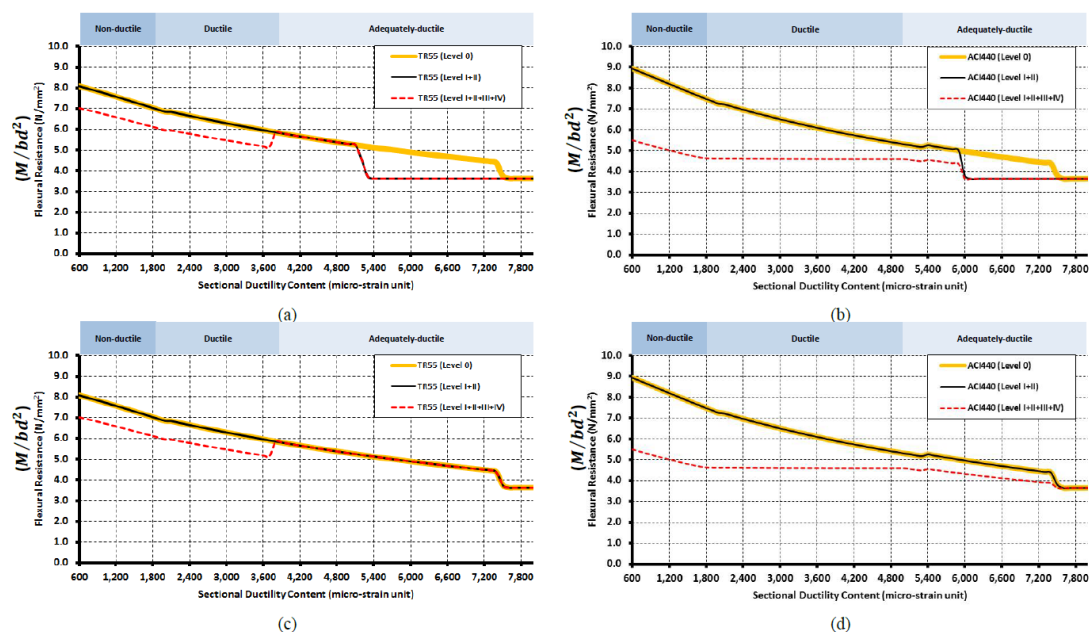 Non-ductile Ductile Adequately-ductile
10.0
9.0
8.0
7.0
6.0
5.0
4.0
3.0
2.0
1.0
0.0
(M/bd²)
Flexural Resistance (N/mm²)
TR55 (Level 0)
TR55 (Level I+II)
TR55 (Level I+II+III+IV)
600 1,200 1,800 2,400 3,000 3,600 4,200 4,800 5,400 6,000 6,600 7,200 7,800
Sectional Ductility Content (micro-strain unit)
(a)
Non-ductile Ductile Adequately-ductile
10.0
9.0
8.0
7.0
6.0
5.0
4.0
3.0
2.0
1.0
0.0
(M/bd²)
Flexural Resistance (N/mm²)
ACI440 (Level 0)
ACI440 (Level I+II)
ACI440 (Level I+II+III+IV)
600 1,200 1,800 2,400 3,000 3,600 4,200 4,800 5,400 6,000 6,600 7,200 7,800
Sectional Ductility Content (micro-strain unit)
(b)
Non-ductile Ductile Adequately-ductile
10.0
9.0
8.0
7.0
6.0
5.0
4.0
3.0
2.0
1.0
0.0
(M/bd²)
Flexural Resistance (N/mm²)
TR55 (Level 0)
TR55 (Level I+II)
TR55 (Level I+II+III+IV)
600 1,200 1,800 2,400 3,000 3,600 4,200 4,800 5,400 6,000 6,600 7,200 7,800
Sectional Ductility Content (micro-strain unit)
(c)
Non-ductile Ductile Adequately-ductile
10.0
9.0
8.0
7.0
6.0
5.0
4.0
3.0
2.0
1.0
0.0
(M/bd²)
Flexural Resistance (N/mm²)
ACI440 (Level 0)
ACI440 (Level I+II)
ACI440 (Level I+II+III+IV)
600 1,200 1,800 2,400 3,000 3,600 4,200 4,800 5,400 6,000 6,600 7,200 7,800
Sectional Ductility Content (micro-strain unit)
(d)